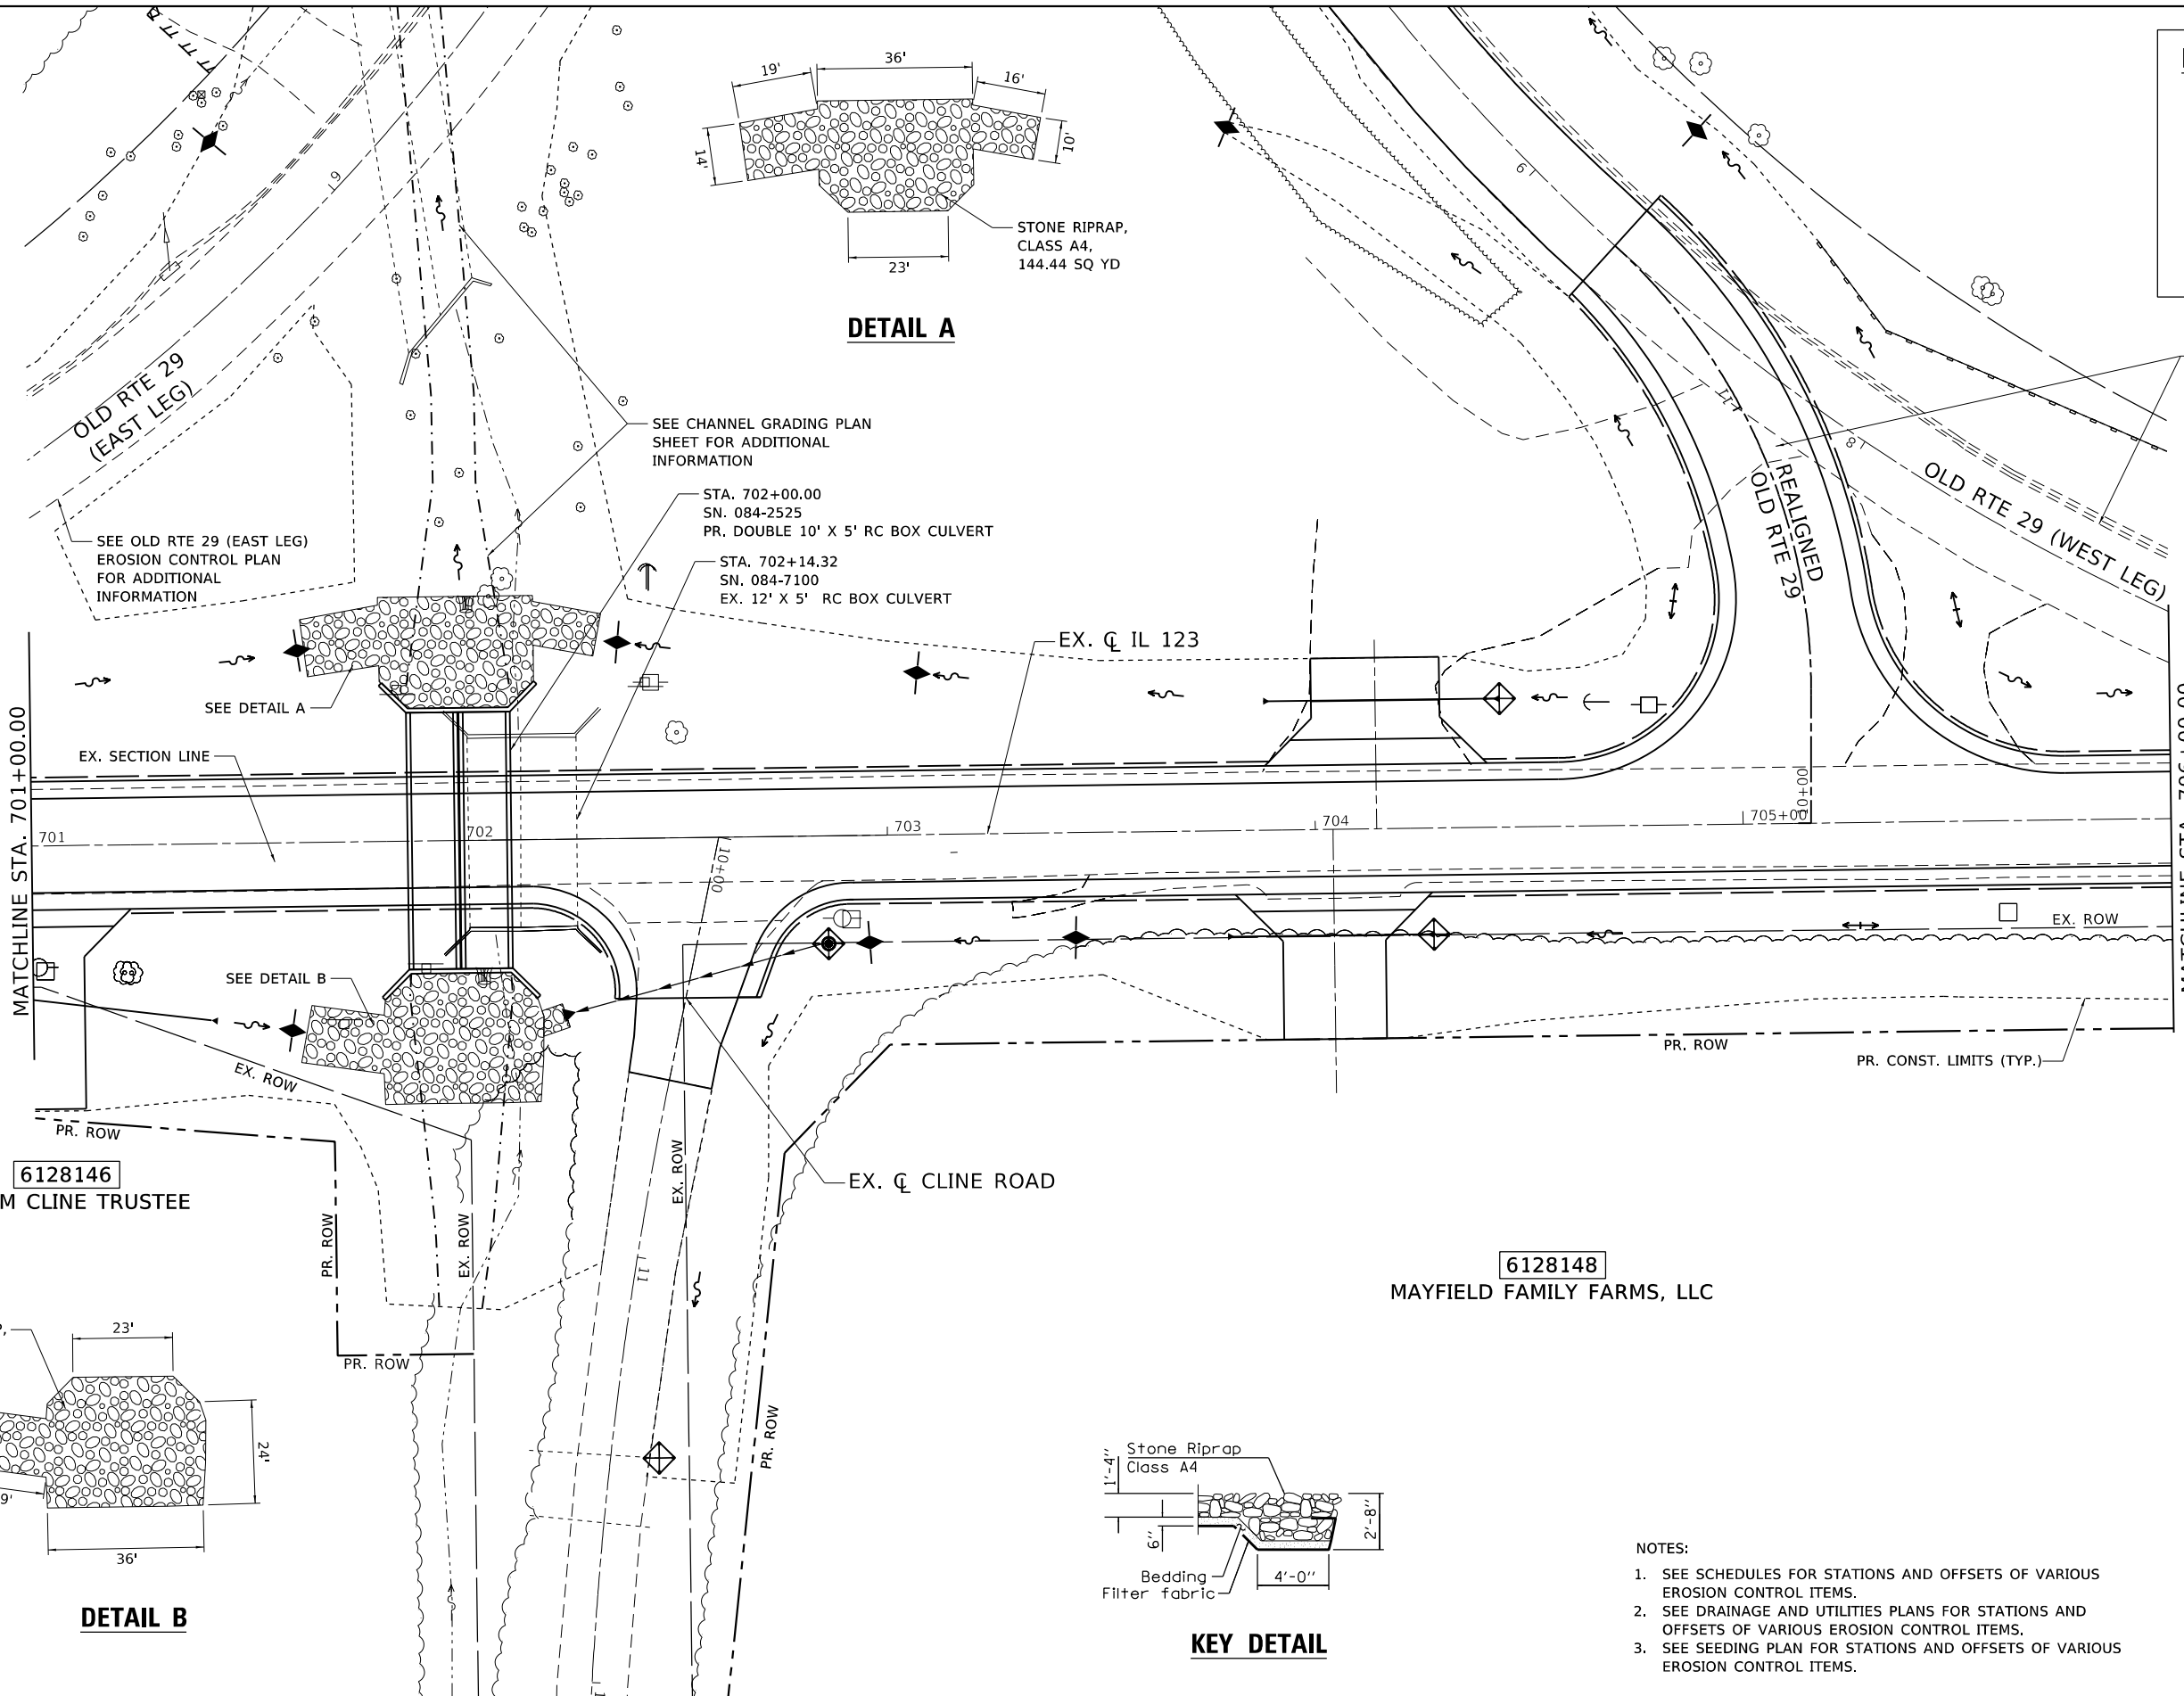 19'
36'
16'
14'
10'
23'
STONE RIPRAP,
CLASS A4,
144.44 SQ YD
DETAIL A
19
9
11
8
OLD RTE 29
(EAST LEG)
SEE CHANNEL GRADING PLAN
SHEET FOR ADDITIONAL
INFORMATION
STA. 702+00.00
SN. 084-2525
PR. DOUBLE 10' X 5' RC BOX CULVERT
SEE OLD RTE 29 (EAST LEG)
EROSION CONTROL PLAN
FOR ADDITIONAL
INFORMATION
STA. 702+14.32
SN. 084-7100
EX. 12' X 5' RC BOX CULVERT
REALIGNED
OLD RTE 29
OLD RTE 29 (WEST LEG)
EX. ℄ IL 123
SEE DETAIL A
EX. SECTION LINE
MATCHLINE STA. 701+00.00
701
702
703
704
705+00
10+00
10+00
EX. ROW
SEE DETAIL B
EX. ROW
PR. ROW
PR. ROW
PR. CONST. LIMITS (TYP.)
6128146
M CLINE TRUSTEE
EX. ROW
EX. ℄ CLINE ROAD
PR. ROW
EX. ROW
11
6128148
MAYFIELD FAMILY FARMS, LLC
PR. ROW
PR. ROW
23'
24'
9'
36'
DETAIL B
Stone Riprap
Class A4
1'-4"
6"
2'-8"
Bedding
Filter fabric
4'-0"
KEY DETAIL
NOTES:
1. SEE SCHEDULES FOR STATIONS AND OFFSETS OF VARIOUS
EROSION CONTROL ITEMS.
2. SEE DRAINAGE AND UTILITIES PLANS FOR STATIONS AND
OFFSETS OF VARIOUS EROSION CONTROL ITEMS.
3. SEE SEEDING PLAN FOR STATIONS AND OFFSETS OF VARIOUS
EROSION CONTROL ITEMS.